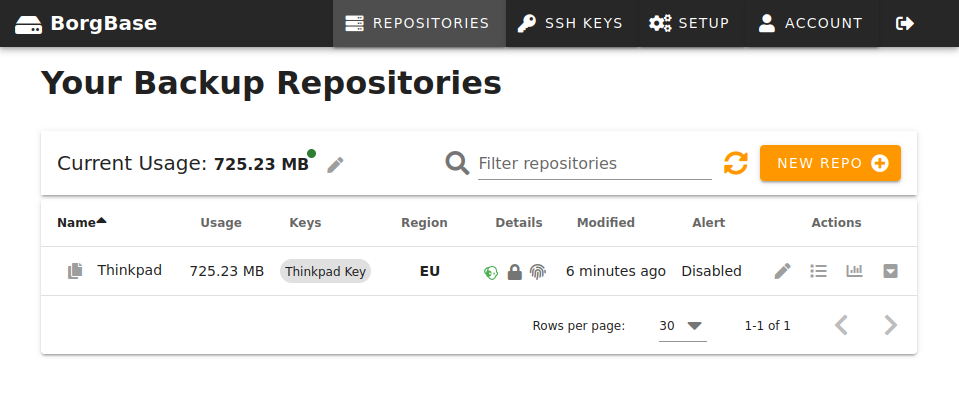 BorgBase REPOSITORIES SSH KEYS SETUP ACCOUNT
Your Backup Repositories
Current Usage: 725.23 MB Filter repositories NEW REPO
Name Usage Keys Region Details Modified Alert Actions
Thinkpad 725.23 MB Thinkpad Key EU 6 minutes ago Disabled
Rows per page: 30 1-1 of 1